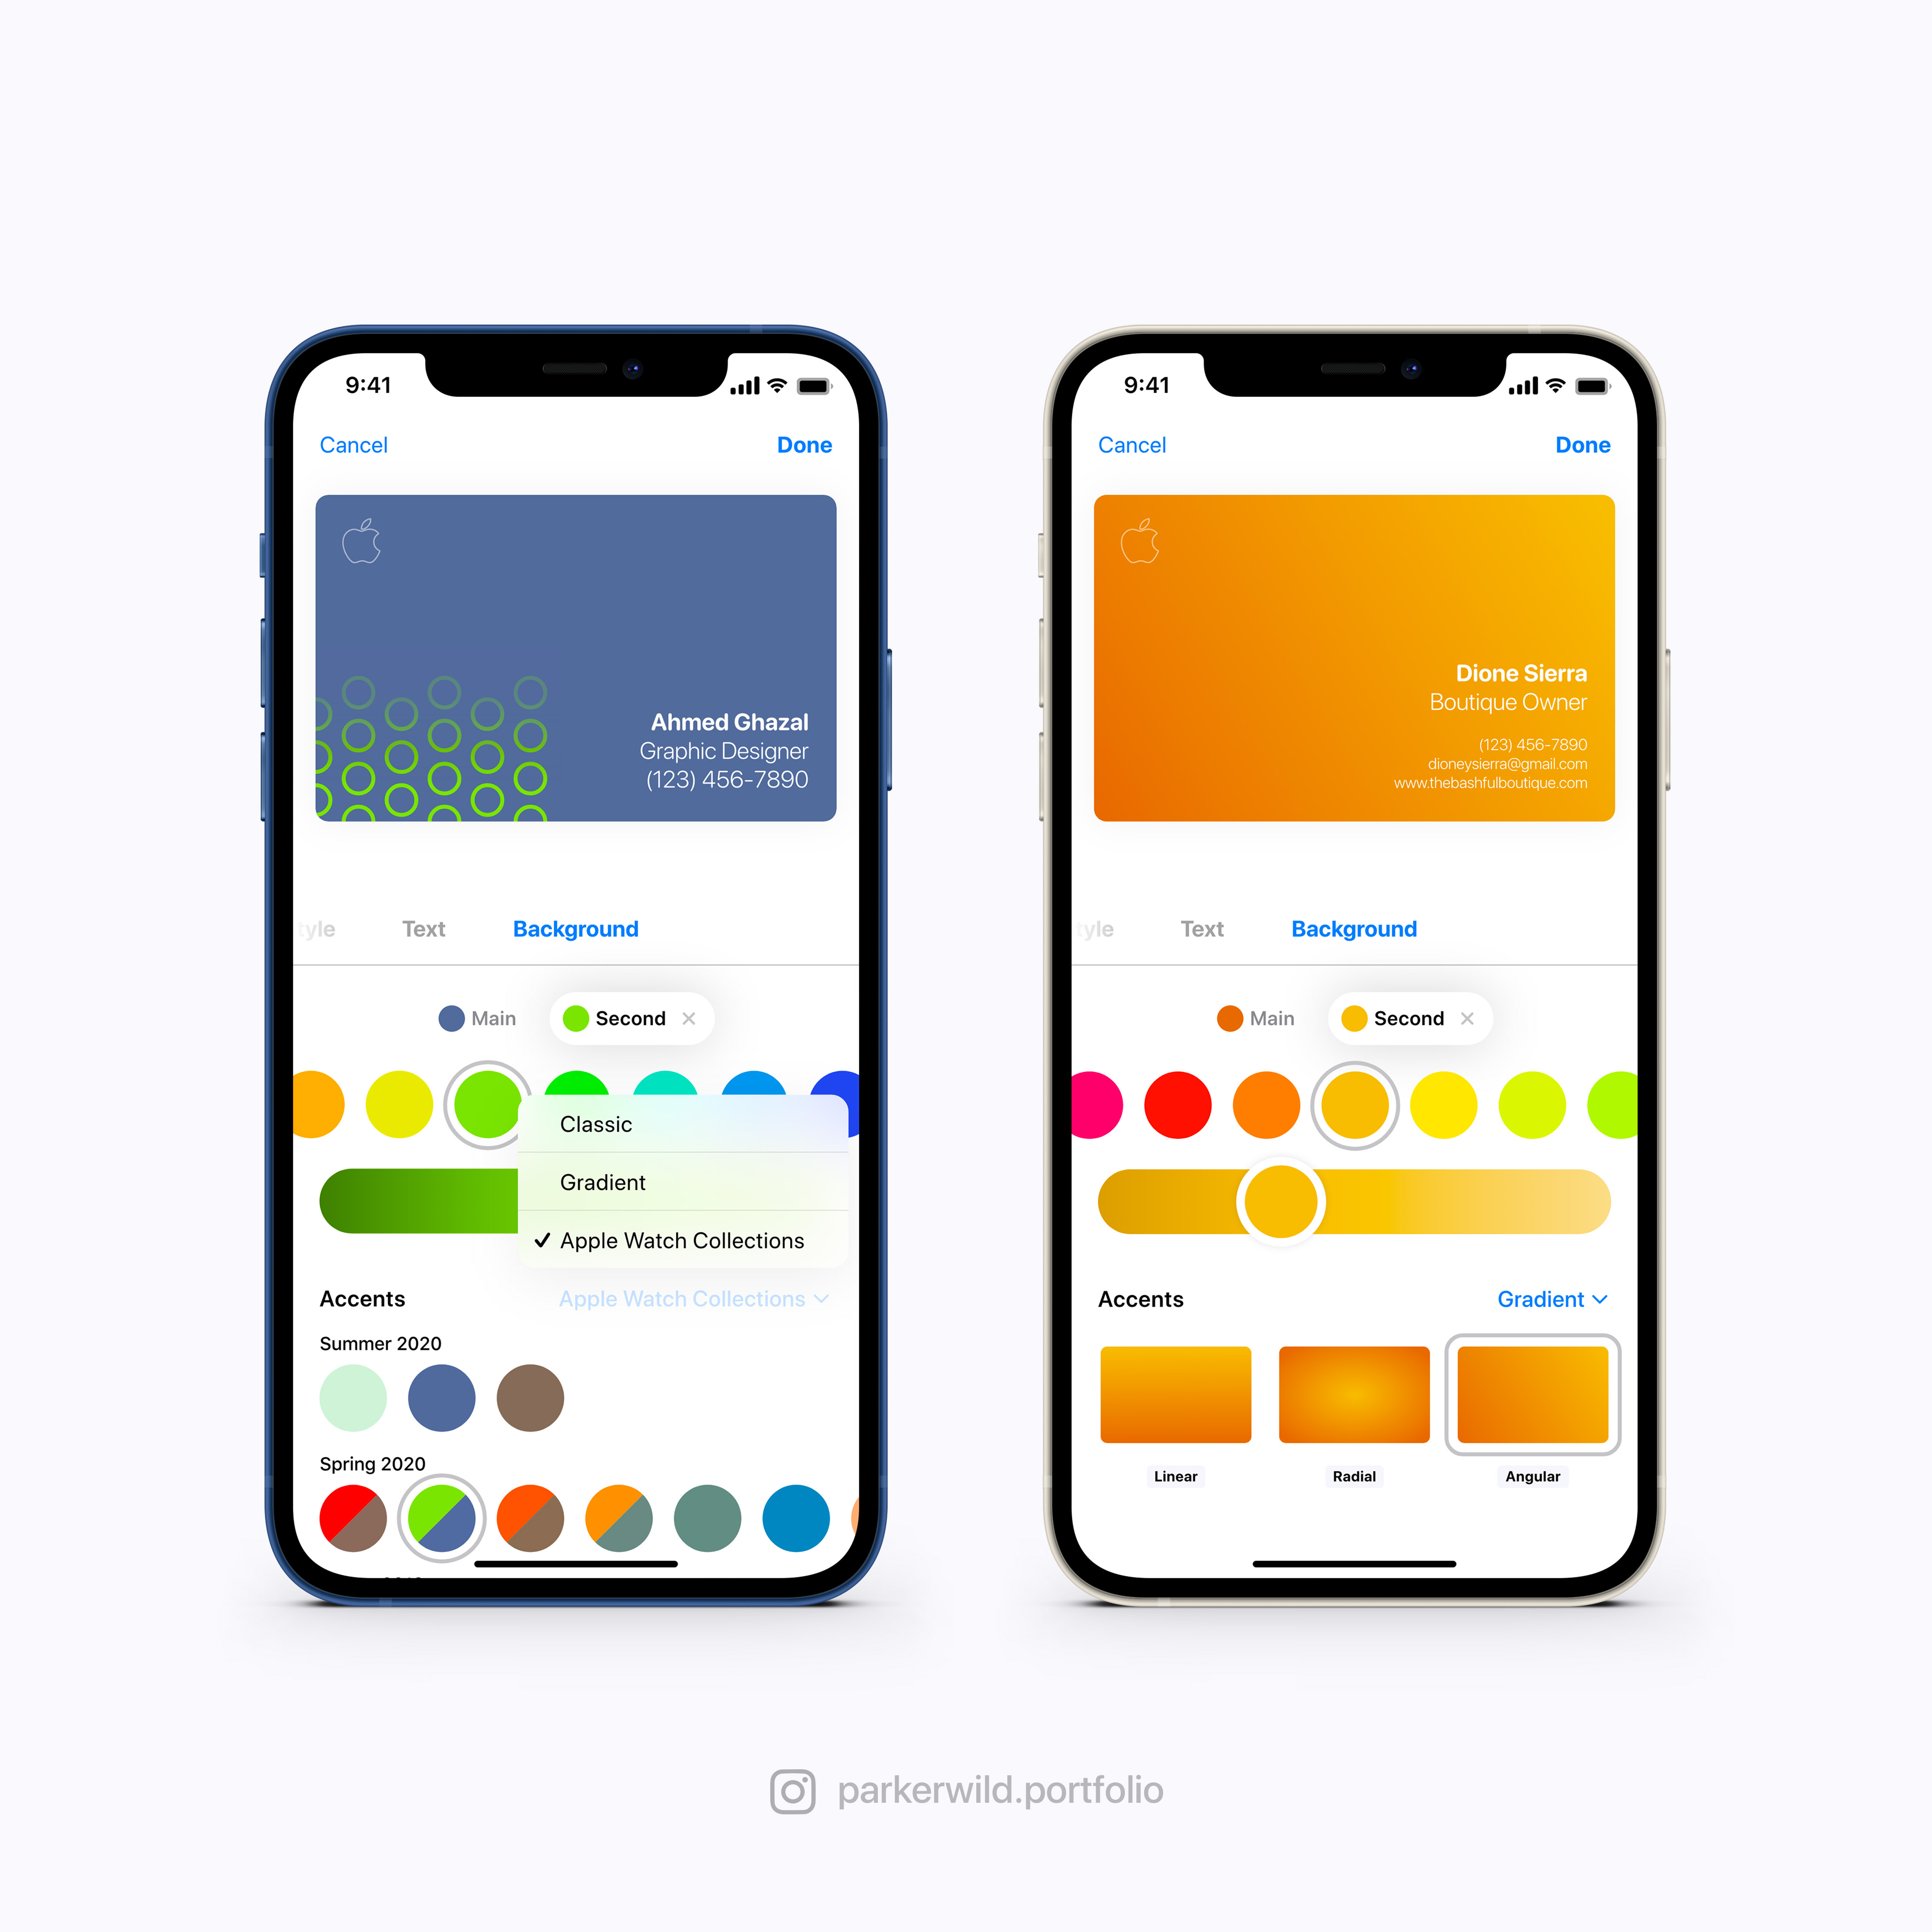 9:41
Cancel
Done
Ahmed Ghazal
Graphic Designer
(123) 456-7890
tyle
Text
Background
Main
Second
Classic
Gradient
Apple Watch Collections
Accents
Apple Watch Collections
Summer 2020
Spring 2020
9:41
Cancel
Done
Dione Sierra
Boutique Owner
(123) 456-7890
dioneysierra@gmail.com
www.thebashfulboutique.com
tyle
Text
Background
Main
Second
Accents
Gradient
Linear
Radial
Angular
parkerwild.portfolio